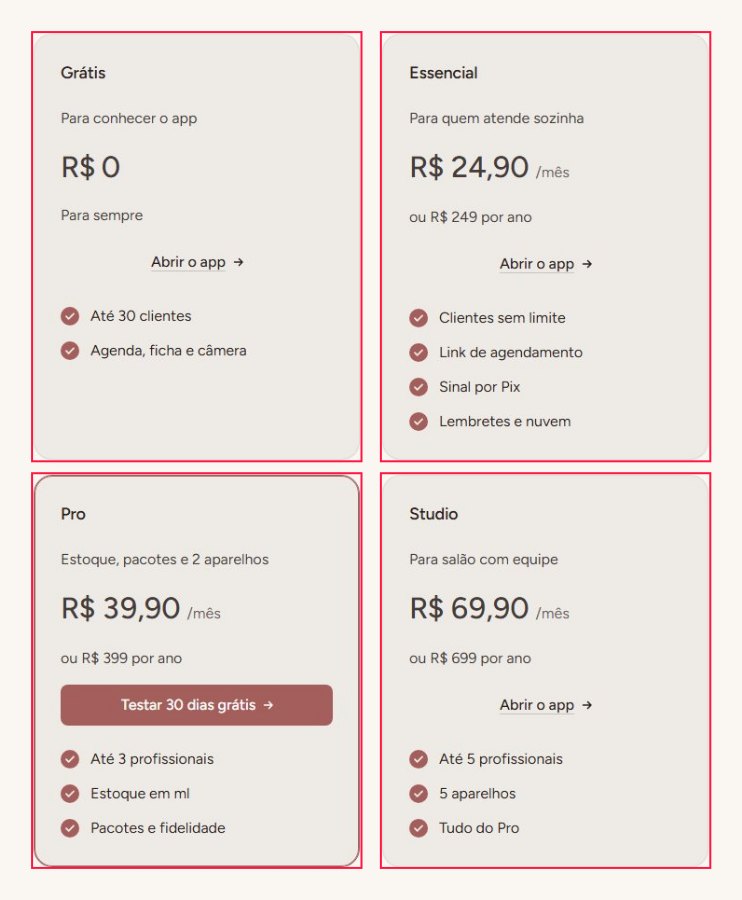 Grátis
Para conhecer o app
R$ 0
Para sempre
Abrir o app →
Até 30 clientes
Agenda, ficha e câmera
Essencial
Para quem atende sozinha
R$ 24,90 /mês
ou R$ 249 por ano
Abrir o app →
Clientes sem limite
Link de agendamento
Sinal por Pix
Lembretes e nuvem
Pro
Estoque, pacotes e 2 aparelhos
R$ 39,90 /mês
ou R$ 399 por ano
Testar 30 dias grátis →
Até 3 profissionais
Estoque em ml
Pacotes e fidelidade
Studio
Para salão com equipe
R$ 69,90 /mês
ou R$ 699 por ano
Abrir o app →
Até 5 profissionais
5 aparelhos
Tudo do Pro